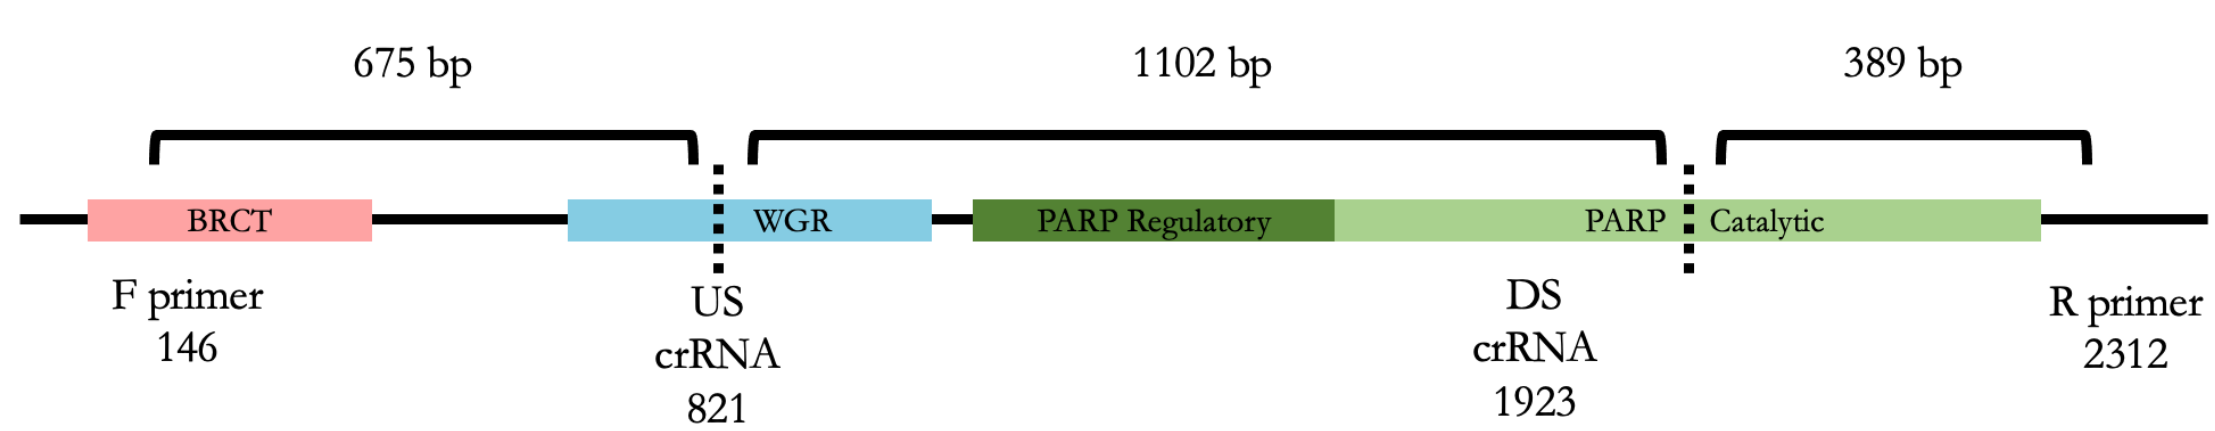 675 bp
1102 bp
389 bp
BRCT
WGR
PARP Regulatory
PARP Catalytic
F primer
146
US
crRNA
821
DS
crRNA
1923
R primer
2312